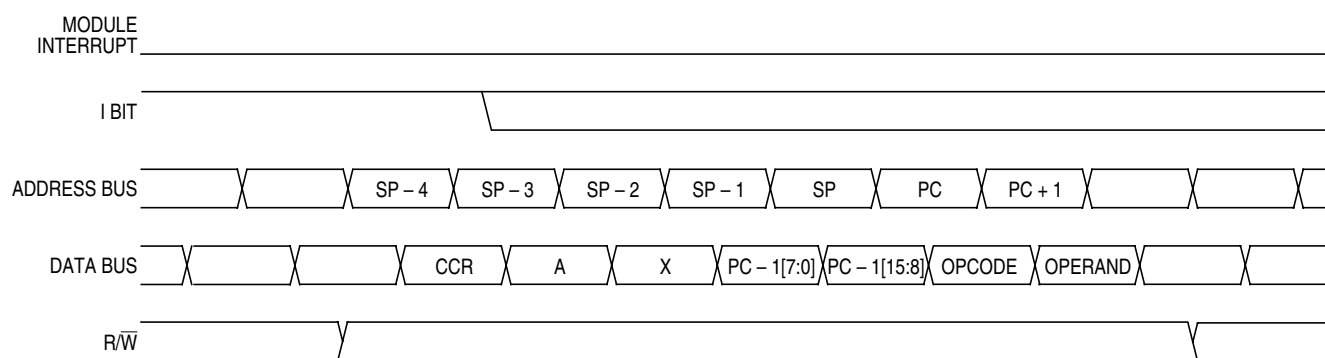 MODULE
INTERRUPT
I BIT
ADDRESS BUS SP – 4 SP – 3 SP – 2 SP – 1 SP PC PC + 1
DATA BUS CCR A X PC – 1[7:0] PC – 1[15:8] OPCODE OPERAND
R/W̅